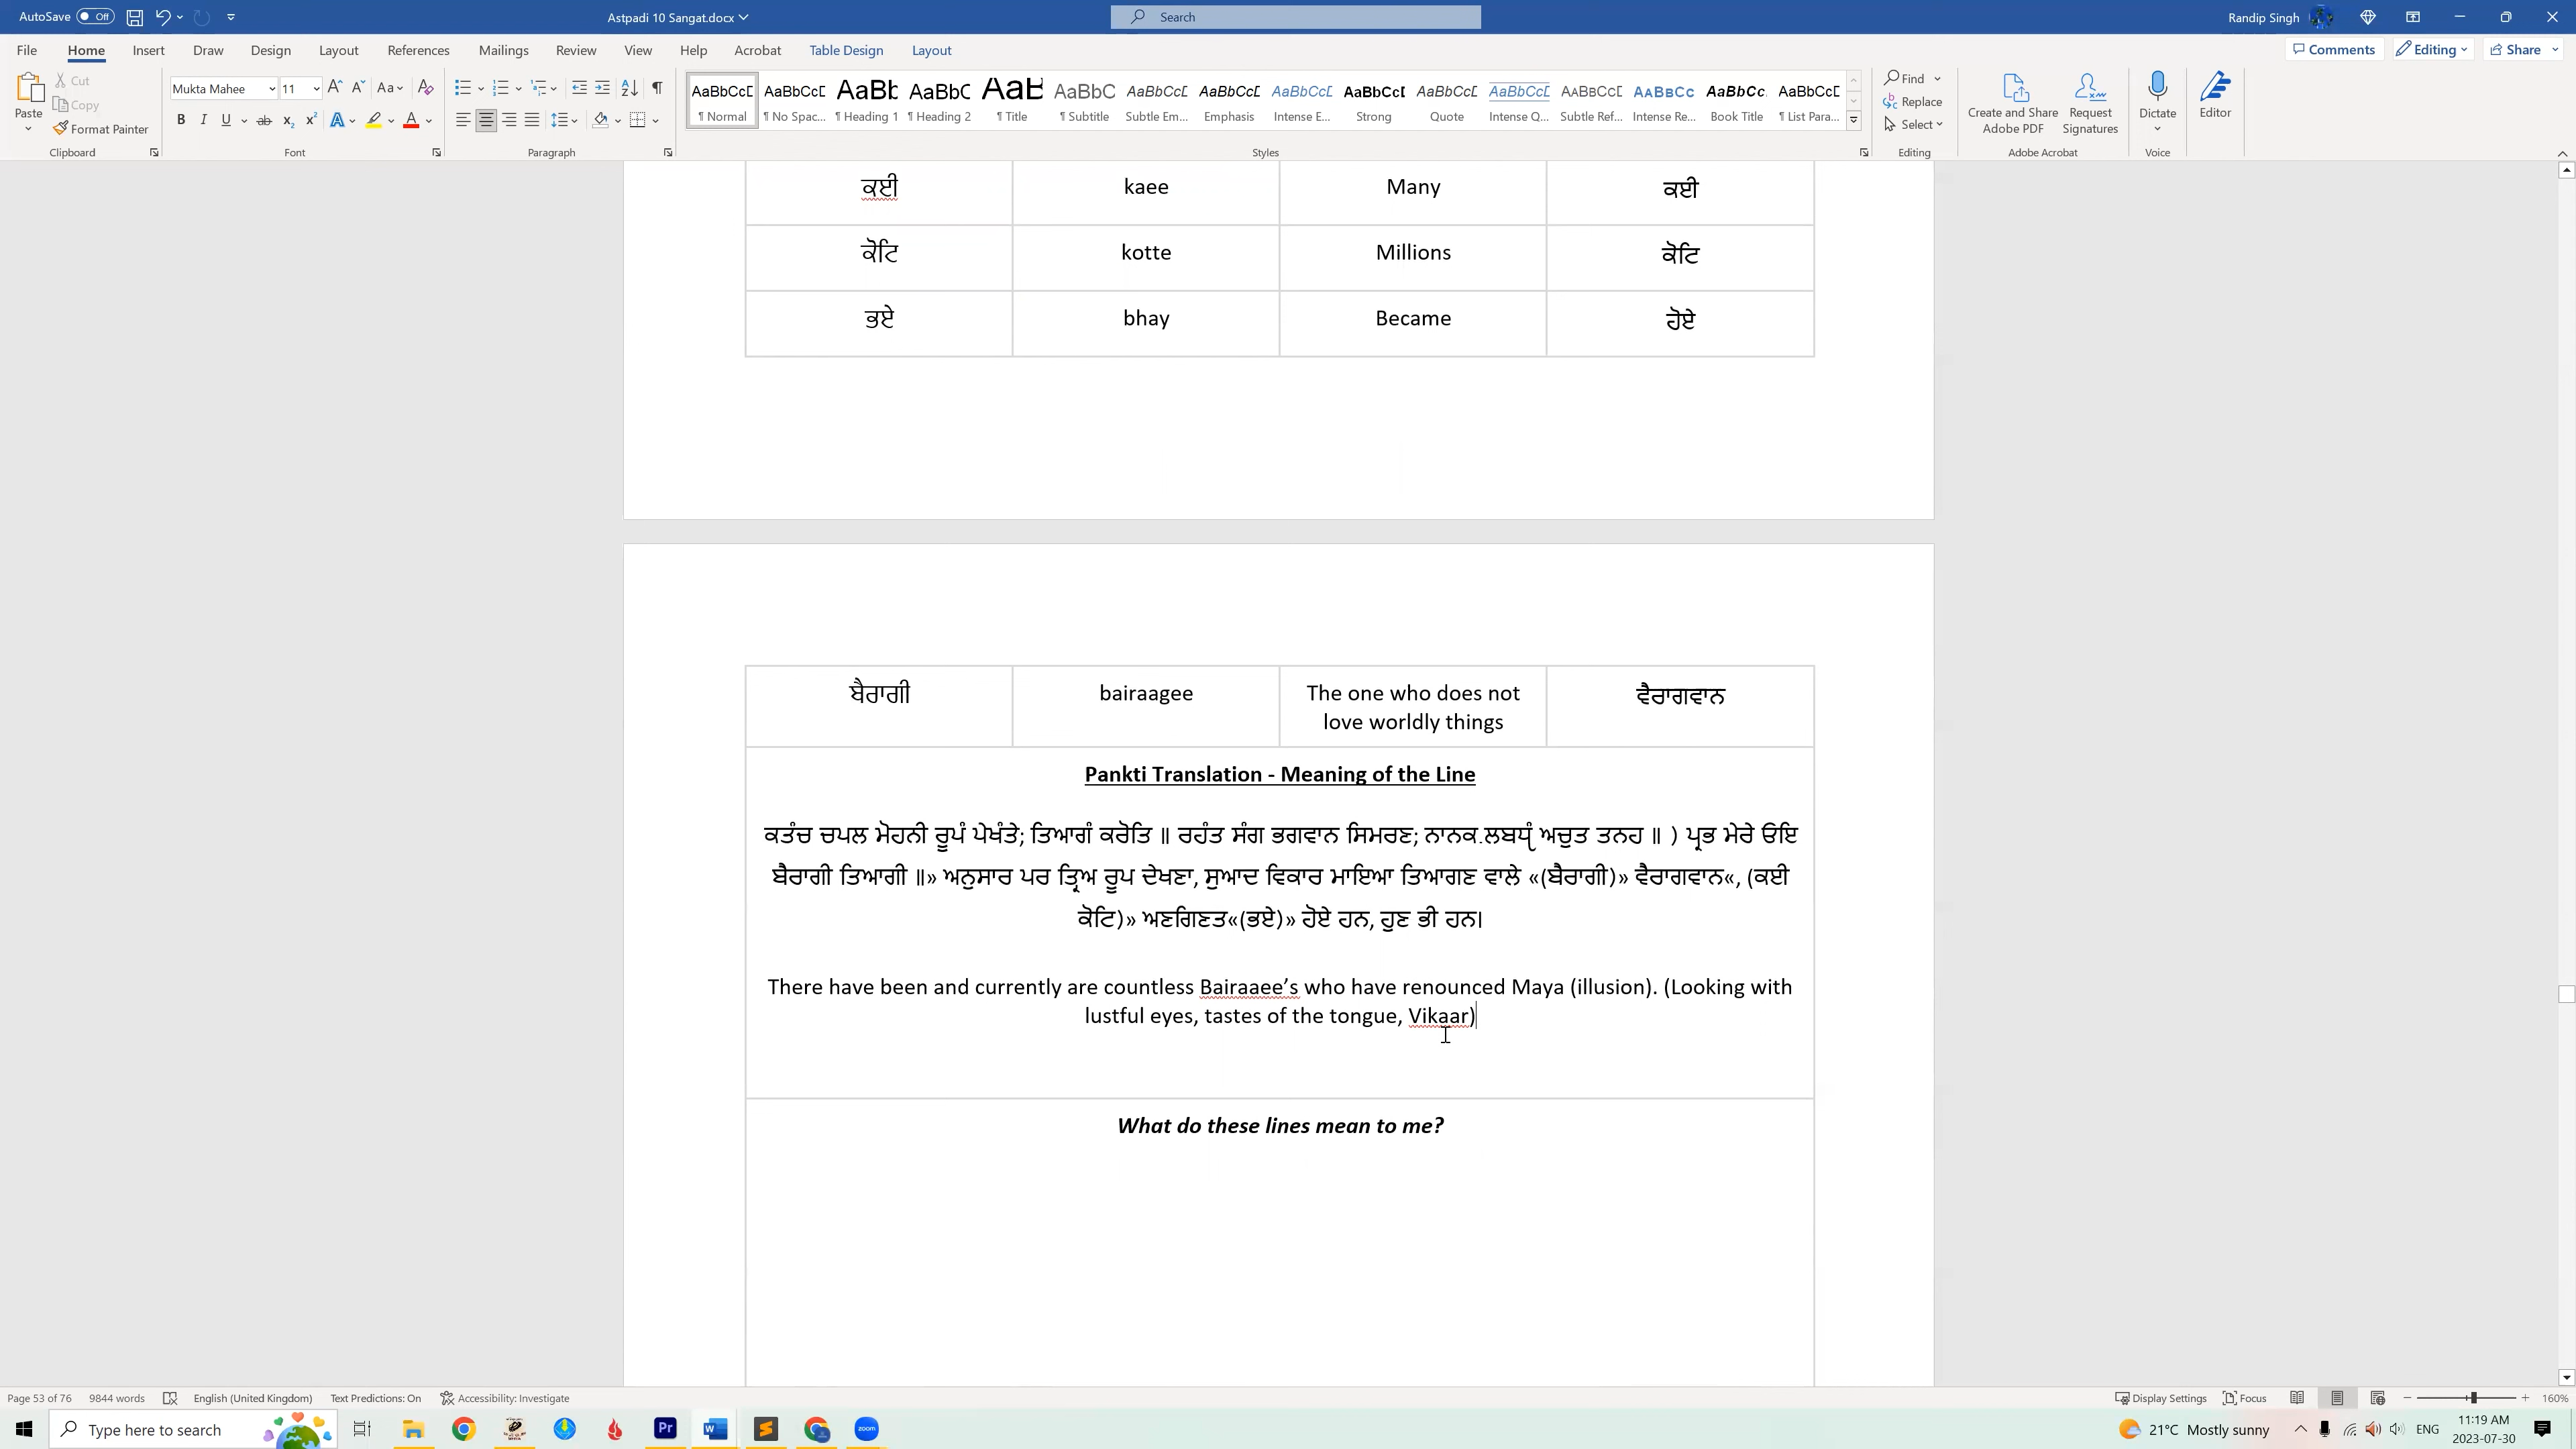 AutoSave Off
Astpadi 10 Sangat.docx
Search
Randip Singh
File Home Insert Draw Design Layout References Mailings Review View Help Acrobat Table Design Layout
Comments Editing Share
Paste
Cut
Copy
Format Painter
Clipboard
Mukta Mahee 11
Font
Paragraph
AaBbCcD AaBbCcD AaBb AaBbC AaB AaBbC AaBbCcD AaBbCcD AaBbCcD AaBbCcD AaBbCcD AaBbCcD AABBCCD AABBCC AaBbCc AaBbCcD
¶ Normal ¶ No Spac... ¶ Heading 1 ¶ Heading 2 ¶ Title ¶ Subtitle Subtle Em... Emphasis Intense E... Strong Quote Intense Q... Subtle Ref... Intense Re... Book Title ¶ List Para...
Styles
Find
Replace
Select
Editing
Create and Share
Adobe PDF
Request
Signatures
Adobe Acrobat
Dictate
Voice
Editor
ਕਈ kaee Many ਕਈ
ਕੋਟਿ kotte Millions ਕੋਟਿ
ਭਏ bhay Became ਹੋਏ
ਬੈਰਾਗੀ bairaagee The one who does not ਵੈਰਾਗਵਾਨ
love worldly things
Pankti Translation - Meaning of the Line
ਕਤੰਚ ਚਪਲ ਮੋਹਨੀ ਰੂਪੰ ਪੇਖੰਤੇ; ਤਿਆਗੰ ਕਰੋਤਿ ॥ ਰਹੰਤ ਸੰਗ ਭਗਵਾਨ ਸਿਮਰਣ; ਨਾਨਕ ਲਬਧੵੰ ਅਚੁਤ ਤਨਹ ॥ ) ਪ੍ਰਭ ਮੇਰੇ ਓਇ
ਬੈਰਾਗੀ ਤਿਆਗੀ ॥» ਅਨੁਸਾਰ ਪਰ ਤ੍ਰਿਅ ਰੂਪ ਦੇਖਣਾ, ਸੁਆਦ ਵਿਕਾਰ ਮਾਇਆ ਤਿਆਗਣ ਵਾਲੇ «(ਬੈਰਾਗੀ)» ਵੈਰਾਗਵਾਨ«, (ਕਈ
ਕੋਟਿ)» ਅਣਗਿਣਤ«(ਭਏ)» ਹੋਏ ਹਨ, ਹੁਣ ਭੀ ਹਨ।
There have been and currently are countless Bairaaee’s who have renounced Maya (illusion). (Looking with
lustful eyes, tastes of the tongue, Vikaar)
What do these lines mean to me?
Page 53 of 76 9844 words English (United Kingdom) Text Predictions: On Accessibility: Investigate
Display Settings Focus 160%
Type here to search
21°C Mostly sunny
ENG
11:19 AM
2023-07-30